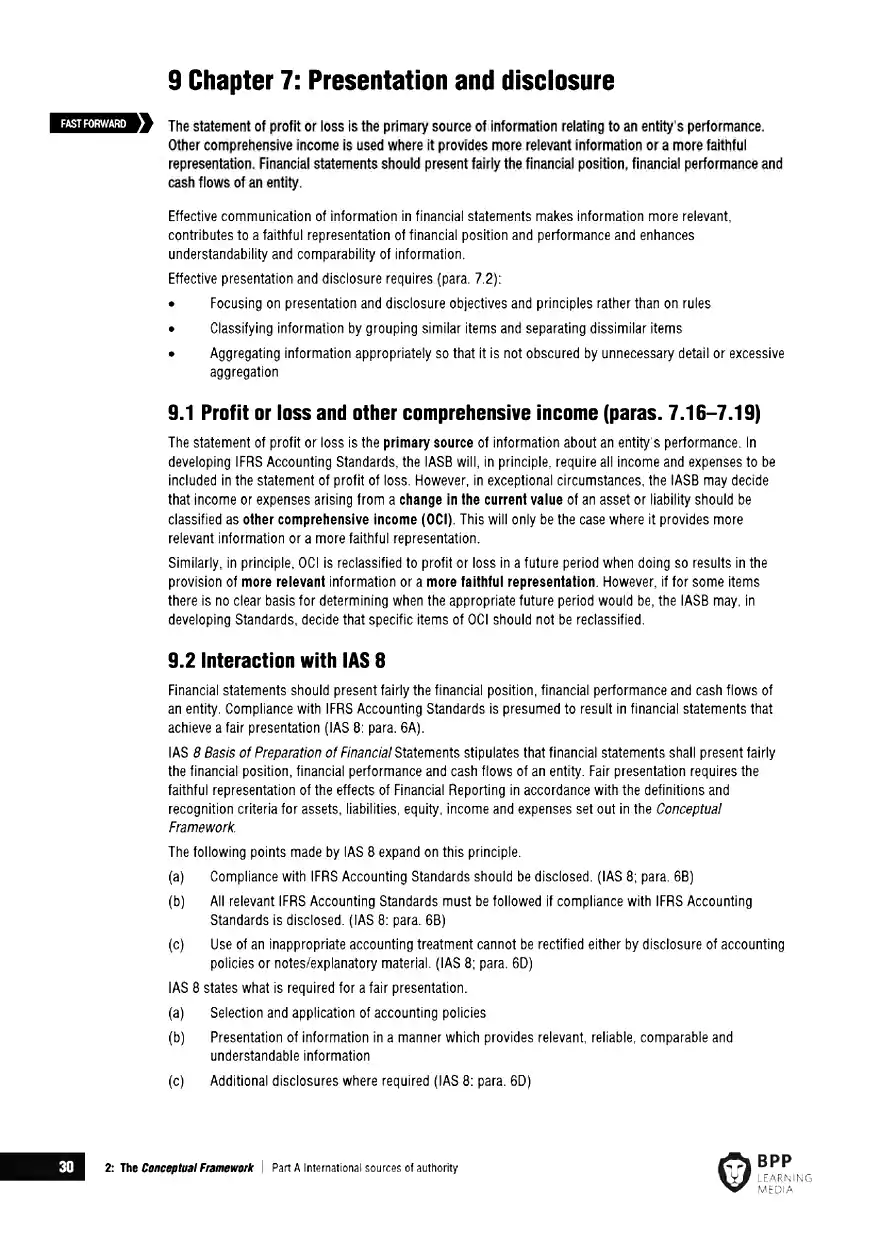 9 Chapter 7: Presentation and disclosure
FAST FORWARD
The statement of profit or loss is the primary source of information relating to an entity's performance.
Other comprehensive income is used where it provides more relevant information or a more faithful
representation. Financial statements should present fairly the financial position, financial performance and
cash flows of an entity.
Effective communication of information in financial statements makes information more relevant,
contributes to a faithful representation of financial position and performance and enhances
understandability and comparability of information.
Effective presentation and disclosure requires (para. 7.2):
• Focusing on presentation and disclosure objectives and principles rather than on rules
• Classifying information by grouping similar items and separating dissimilar items
• Aggregating information appropriately so that it is not obscured by unnecessary detail or excessive
aggregation
9.1 Profit or loss and other comprehensive income (paras. 7.16–7.19)
The statement of profit or loss is the primary source of information about an entity's performance. In
developing IFRS Accounting Standards, the IASB will, in principle, require all income and expenses to be
included in the statement of profit of loss. However, in exceptional circumstances, the IASB may decide
that income or expenses arising from a change in the current value of an asset or liability should be
classified as other comprehensive income (OCI). This will only be the case where it provides more
relevant information or a more faithful representation.
Similarly, in principle, OCI is reclassified to profit or loss in a future period when doing so results in the
provision of more relevant information or a more faithful representation. However, if for some items
there is no clear basis for determining when the appropriate future period would be, the IASB may, in
developing Standards, decide that specific items of OCI should not be reclassified.
9.2 Interaction with IAS 8
Financial statements should present fairly the financial position, financial performance and cash flows of
an entity. Compliance with IFRS Accounting Standards is presumed to result in financial statements that
achieve a fair presentation (IAS 8: para. 6A).
IAS 8 Basis of Preparation of Financial Statements stipulates that financial statements shall present fairly
the financial position, financial performance and cash flows of an entity. Fair presentation requires the
faithful representation of the effects of Financial Reporting in accordance with the definitions and
recognition criteria for assets, liabilities, equity, income and expenses set out in the Conceptual
Framework.
The following points made by IAS 8 expand on this principle.
(a) Compliance with IFRS Accounting Standards should be disclosed. (IAS 8; para. 6B)
(b) All relevant IFRS Accounting Standards must be followed if compliance with IFRS Accounting
Standards is disclosed. (IAS 8: para. 6B)
(c) Use of an inappropriate accounting treatment cannot be rectified either by disclosure of accounting
policies or notes/explanatory material. (IAS 8; para. 6D)
IAS 8 states what is required for a fair presentation.
(a) Selection and application of accounting policies
(b) Presentation of information in a manner which provides relevant, reliable, comparable and
understandable information
(c) Additional disclosures where required (IAS 8: para. 6D)
30 2: The Conceptual Framework | Part A International sources of authority
BPP
LEARNING
MEDIA